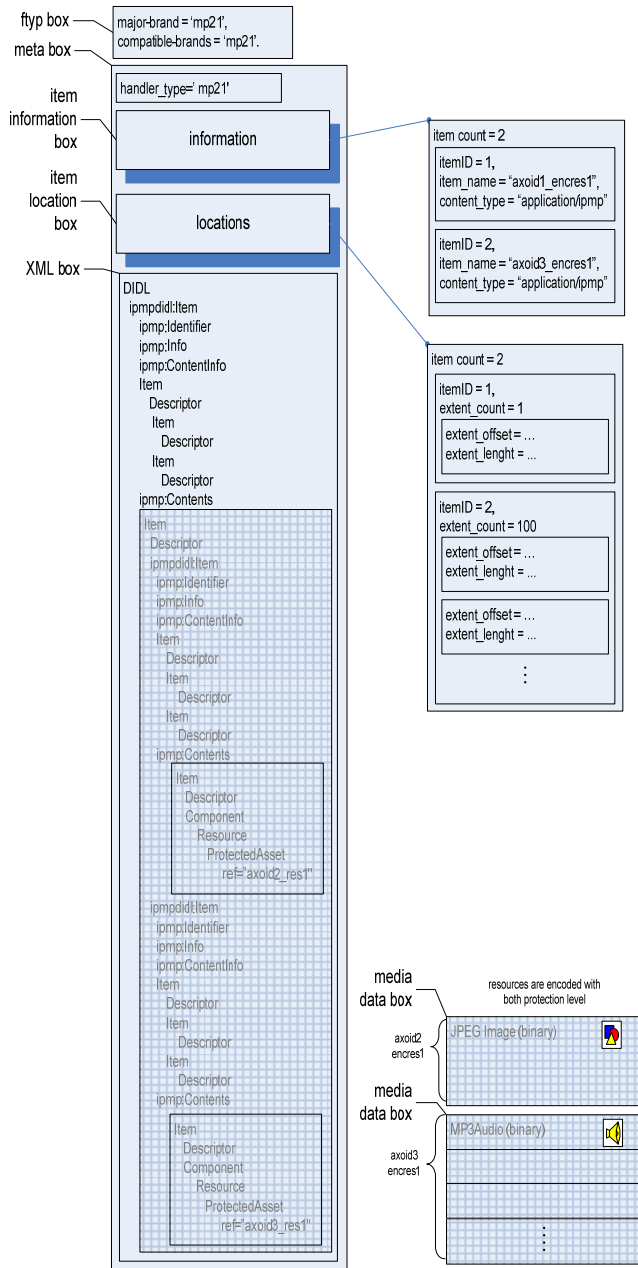 ftyp box
major-brand = ‘mp21’,
compatible-brands = ‘mp21’.
meta box
handler_type=’ mp21'
item
information
box
information
item
location
box
locations
XML box
DIDL
ipmpdidl:Item
ipmp:Identifier
ipmp:Info
ipmp:ContentInfo
Item
Descriptor
Item
Descriptor
Item
Descriptor
ipmp:Contents
Item
Descriptor
ipmpdidl:Item
ipmp:Identifier
ipmp:Info
ipmp:ContentInfo
Item
Descriptor
Item
Descriptor
Item
Descriptor
ipmp:Contents
Item
Descriptor
Component
Resource
ProtectedAsset
ref="axoid2_res1"
ipmpdidl:Item
ipmp:Identifier
ipmp:Info
ipmp:ContentInfo
Item
Descriptor
Item
Descriptor
Item
Descriptor
ipmp:Contents
Item
Descriptor
Component
Resource
ProtectedAsset
ref="axoid3_res1"
item count = 2
itemID = 1,
item_name = “axoid1_encres1”,
content_type = “application/ipmp”
itemID = 2,
item_name = “axoid3_encres1”,
content_type = “application/ipmp”
item count = 2
itemID = 1,
extent_count = 1
extent_offset = …
extent_lenght = ...
itemID = 2,
extent_count = 100
extent_offset = …
extent_lenght = ...
extent_offset = …
extent_lenght = ...
⋮
media
data box
resources are encoded with
both protection level
axoid2
encres1
JPEG Image (binary)
media
data box
axoid3
encres1
MP3Audio (binary)
⋮